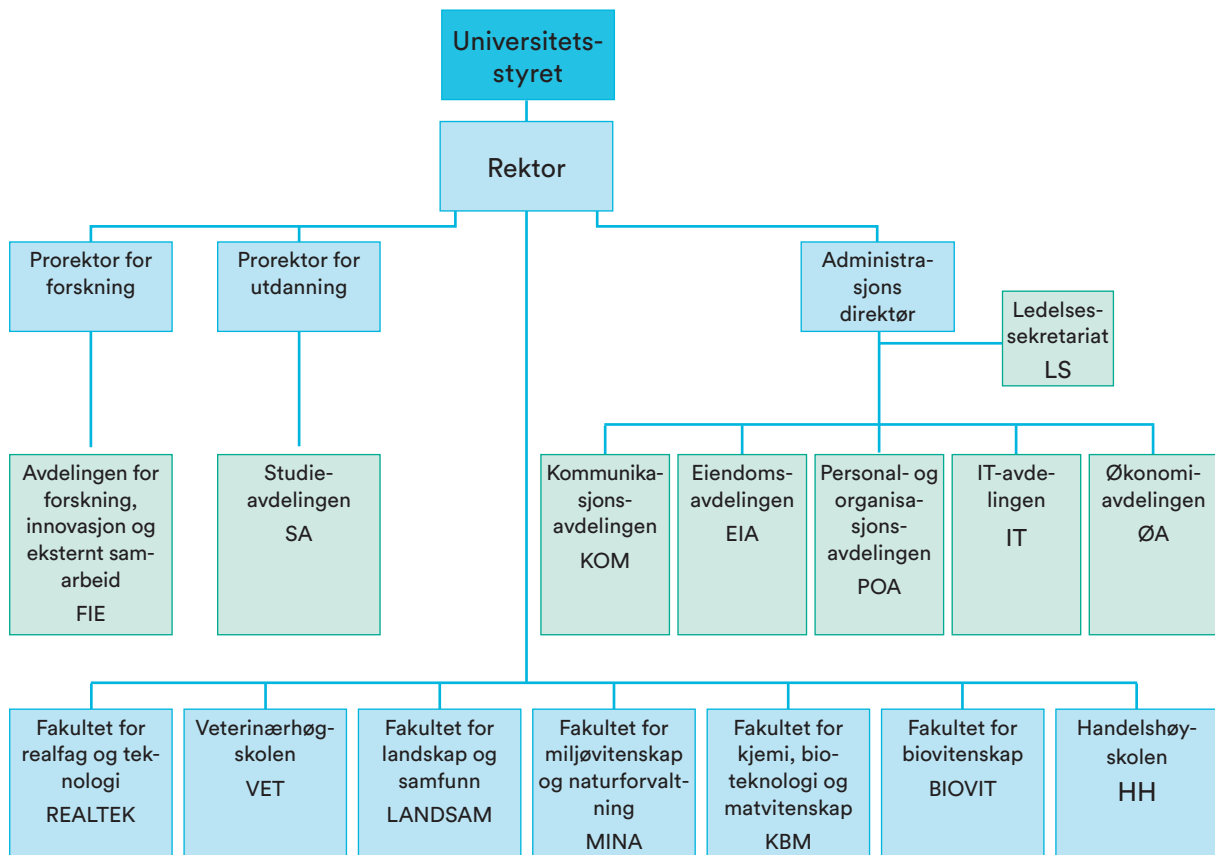 Universitets-
styret
Rektor
Prorektor for
forskning
Prorektor for
utdanning
Administra-
sjons
direktør
Ledelses-
sekretariat
LS
Avdelingen for
forskning,
innovasjon og
eksternt sam-
arbeid
FIE
Studie-
avdelingen
SA
Kommunika-
sjons-
avdelingen
KOM
Eiendoms-
avdelingen
EIA
Personal- og
organisa-
sjons-
avdelingen
POA
IT-avde-
lingen
IT
Økonomi-
avdelingen
ØA
Fakultet for
realfag og tek-
nologi
REALTEK
Veterinærhøg-
skolen
VET
Fakultet for
landskap og
samfunn
LANDSAM
Fakultet for
miljøvitenskap
og naturforvalt-
ning
MINA
Fakultet for
kjemi, bio-
teknologi og
matvitenskap
KBM
Fakultet for
biovitenskap
BIOVIT
Handelshøy-
skolen
HH